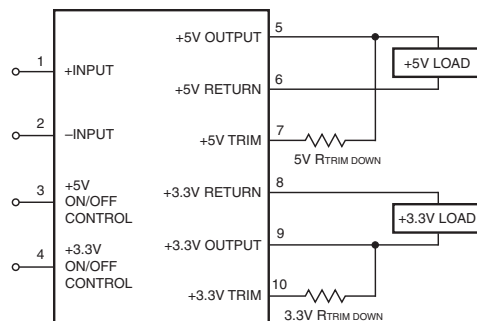 +5V OUTPUT
5
1
+INPUT
+5V LOAD
+5V RETURN
6
2
–INPUT
+5V TRIM
7
5V RTRIM DOWN
3
+5V
ON/OFF
CONTROL
+3.3V RETURN
8
+3.3V LOAD
4
+3.3V
ON/OFF
CONTROL
+3.3V OUTPUT
9
+3.3V TRIM
10
3.3V RTRIM DOWN